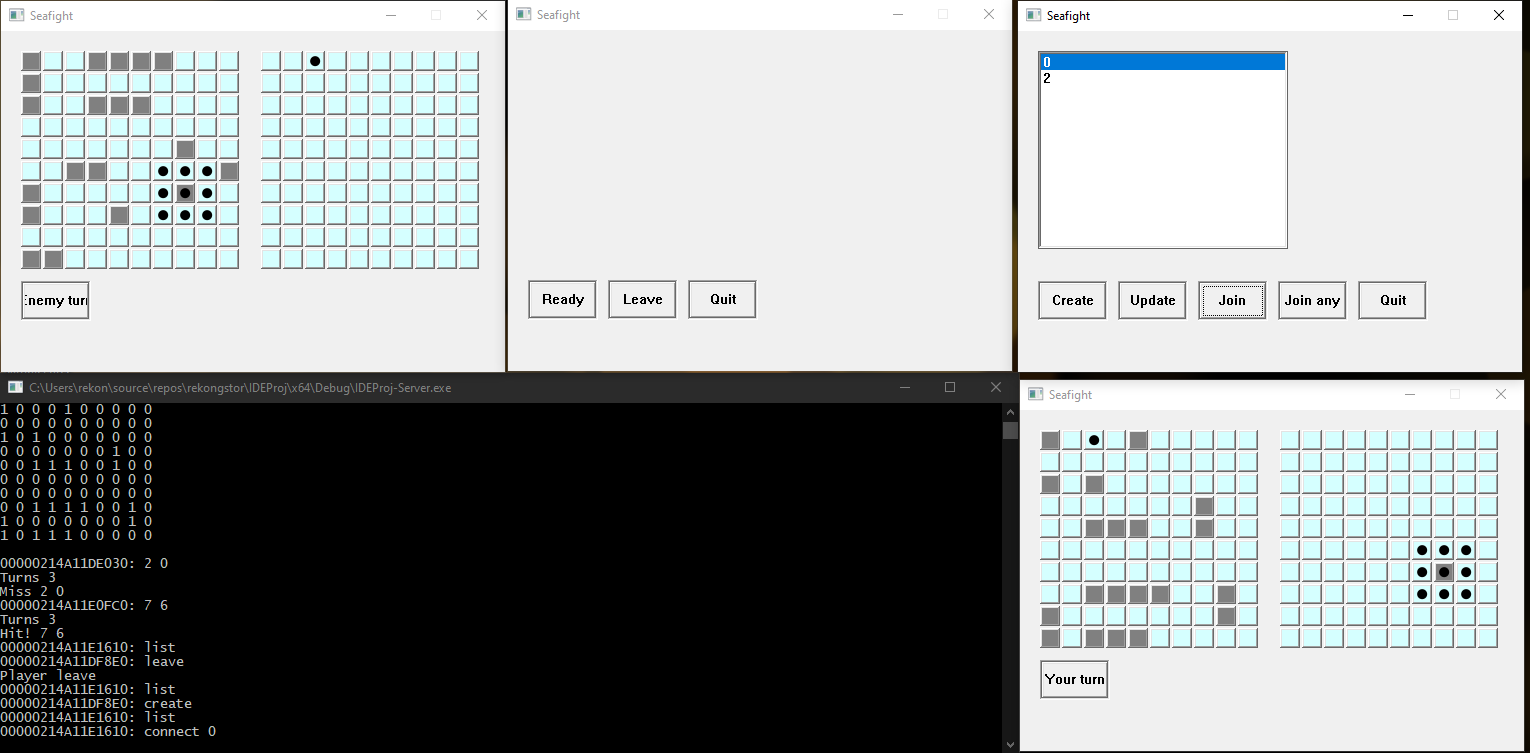 Seafight
Enemy turn
Seafight
Ready Leave Quit
Seafight
0
2
Create Update Join Join any Quit
C:\Users\rekon\source\repos\rekongstor\IDEProj\x64\Debug\IDEProj-Server.exe
1 0 0 0 1 0 0 0 0 0
0 0 0 0 0 0 0 0 0 0
1 0 1 0 0 0 0 0 0 0
0 0 0 0 0 0 0 1 0 0
0 0 1 1 1 0 0 1 0 0
0 0 0 0 0 0 0 0 0 0
0 0 0 0 0 0 0 0 0 0
0 0 1 1 1 1 0 0 1 0
1 0 0 0 0 0 0 0 1 0
1 0 1 1 1 0 0 0 0 0
00000214A11DE030: 2 0
Turns 3
Miss 2 0
00000214A11E0FC0: 7 6
Turns 3
Hit! 7 6
00000214A11E1610: list
00000214A11DF8E0: leave
Player leave
00000214A11E1610: list
00000214A11DF8E0: create
00000214A11E1610: list
00000214A11E1610: connect 0
Seafight
Your turn